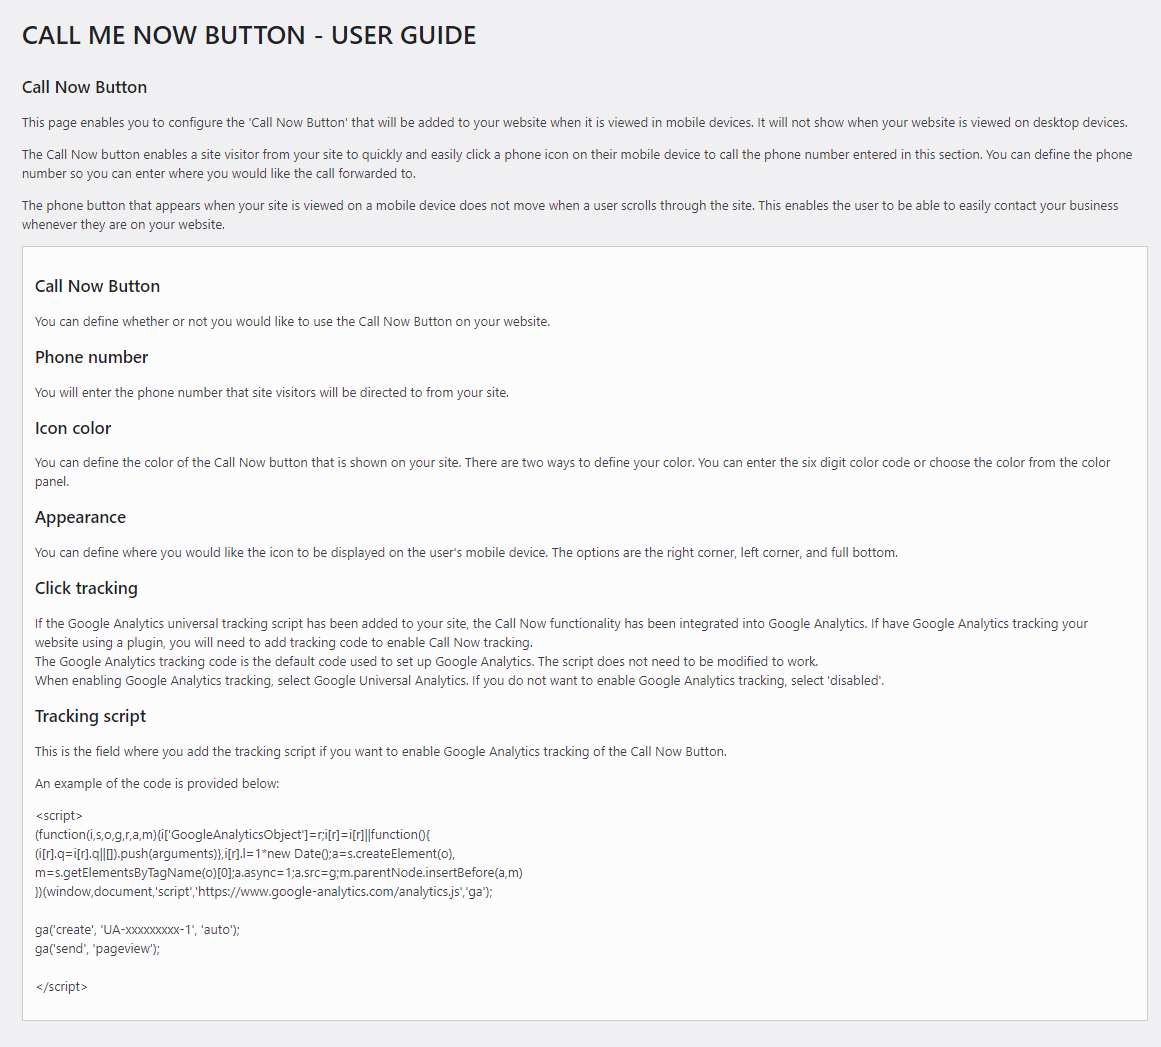 CALL ME NOW BUTTON - USER GUIDE
Call Now Button
This page enables you to configure the 'Call Now Button' that will be added to your website when it is viewed in mobile devices. It will not show when your website is viewed on desktop devices.
The Call Now button enables a site visitor from your site to quickly and easily click a phone icon on their mobile device to call the phone number entered in this section. You can define the phone
number so you can enter where you would like the call forwarded to.
The phone button that appears when your site is viewed on a mobile device does not move when a user scrolls through the site. This enables the user to be able to easily contact your business
whenever they are on your website.
Call Now Button
You can define whether or not you would like to use the Call Now Button on your website.
Phone number
You will enter the phone number that site visitors will be directed to from your site.
Icon color
You can define the color of the Call Now button that is shown on your site. There are two ways to define your color. You can enter the six digit color code or choose the color from the color
panel.
Appearance
You can define where you would like the icon to be displayed on the user's mobile device. The options are the right corner, left corner, and full bottom.
Click tracking
If the Google Analytics universal tracking script has been added to your site, the Call Now functionality has been integrated into Google Analytics. If have Google Analytics tracking your
website using a plugin, you will need to add tracking code to enable Call Now tracking.
The Google Analytics tracking code is the default code used to set up Google Analytics. The script does not need to be modified to work.
When enabling Google Analytics tracking, select Google Universal Analytics. If you do not want to enable Google Analytics tracking, select 'disabled'.
Tracking script
This is the field where you add the tracking script if you want to enable Google Analytics tracking of the Call Now Button.
An example of the code is provided below:
<script>
(function(i,s,o,g,r,a,m){i['GoogleAnalyticsObject']=r;i[r]=i[r]||function(){
(i[r].q=i[r].q||[]).push(arguments)},i[r].l=1*new Date();a=s.createElement(o),
m=s.getElementsByTagName(o)[0];a.async=1;a.src=g;m.parentNode.insertBefore(a,m)
})(window,document,'script','https://www.google-analytics.com/analytics.js','ga');
ga('create', 'UA-xxxxxxxxx-1', 'auto');
ga('send', 'pageview');
</script>